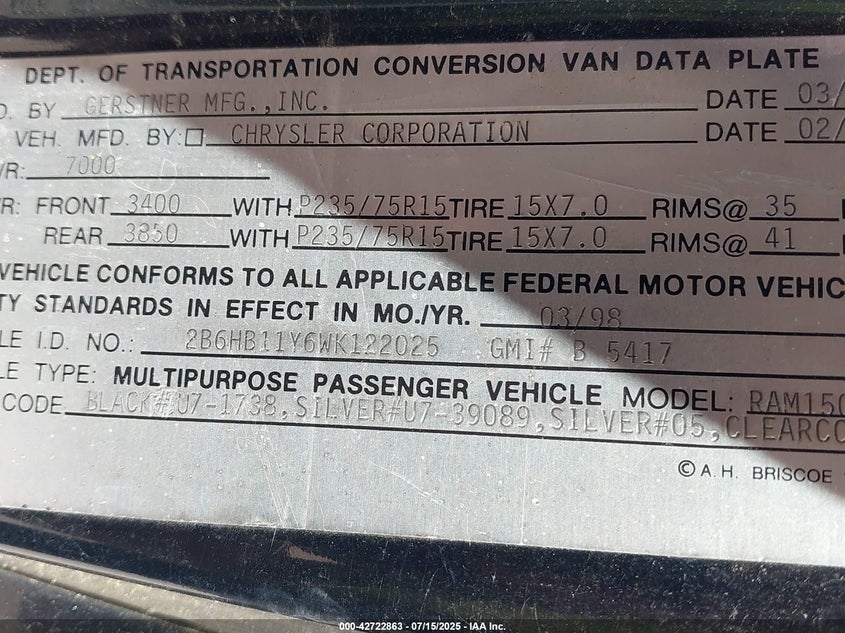 DEPT. OF TRANSPORTATION CONVERSION VAN DATA PLATE
D. BY GERSTNER MFG.,INC. DATE 03/
VEH. MFD. BY: CHRYSLER CORPORATION DATE 02/
VR: 7000
R: FRONT 3400 WITH P235/75R15 TIRE 15X7.0 RIMS@ 35
REAR 3850 WITH P235/75R15 TIRE 15X7.0 RIMS@ 41
VEHICLE CONFORMS TO ALL APPLICABLE FEDERAL MOTOR VEHIC
TY STANDARDS IN EFFECT IN MO./YR. 03/98
LE I.D. NO.: 2B6HB11Y6WK122025 GMI# B 5417
LE TYPE: MULTIPURPOSE PASSENGER VEHICLE MODEL: RAM150
CODE BLACK#U7-1738,SILVER#U7-39089,SILVER#05,CLEARCO
© A.H. BRISCOE
000-42722863 - 07/15/2025 - IAA Inc.